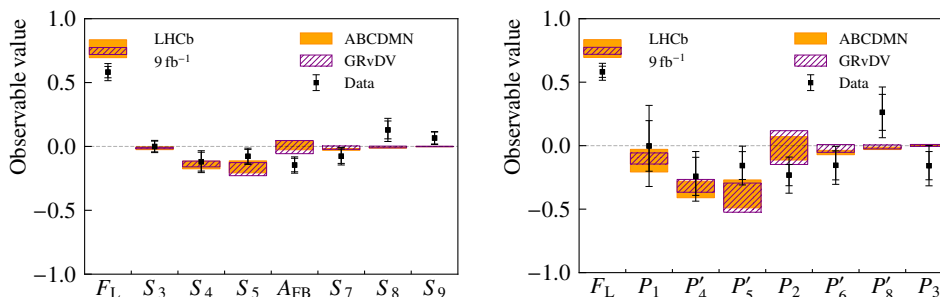 Observable value
1.0
0.5
0.0
−0.5
−1.0
LHCb
9 fb⁻¹
ABCDMN
GRvDV
Data
F_L S_3 S_4 S_5 A_FB S_7 S_8 S_9
Observable value
1.0
0.5
0.0
−0.5
−1.0
LHCb
9 fb⁻¹
ABCDMN
GRvDV
Data
F_L P_1 P′_4 P′_5 P_2 P′_6 P′_8 P_3